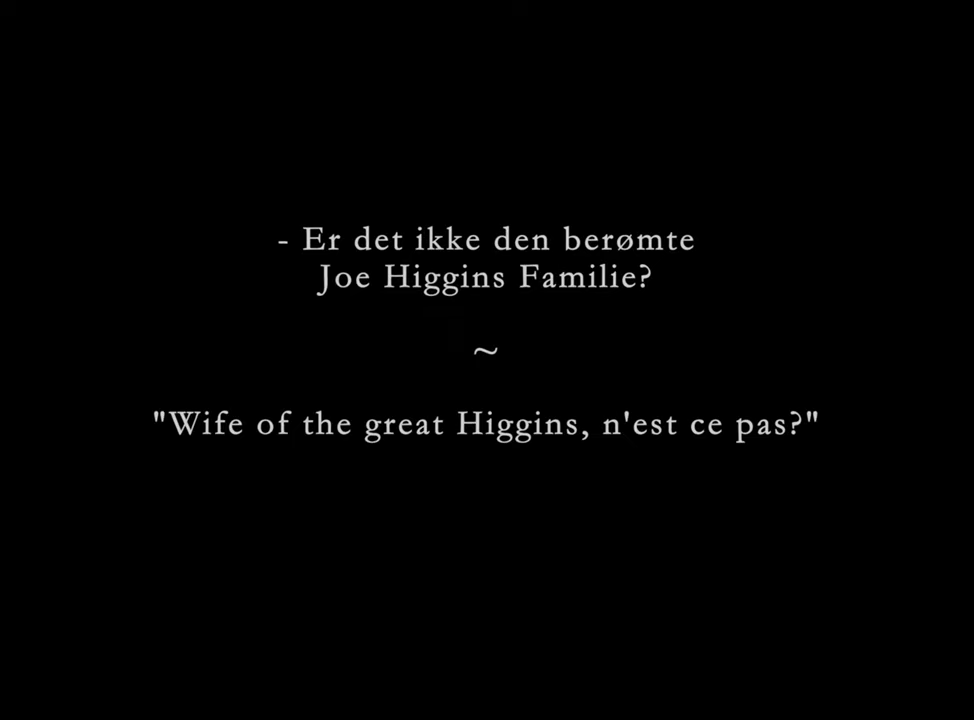 - Er det ikke den berømte
Joe Higgins Familie?
~
"Wife of the great Higgins, n'est ce pas?"